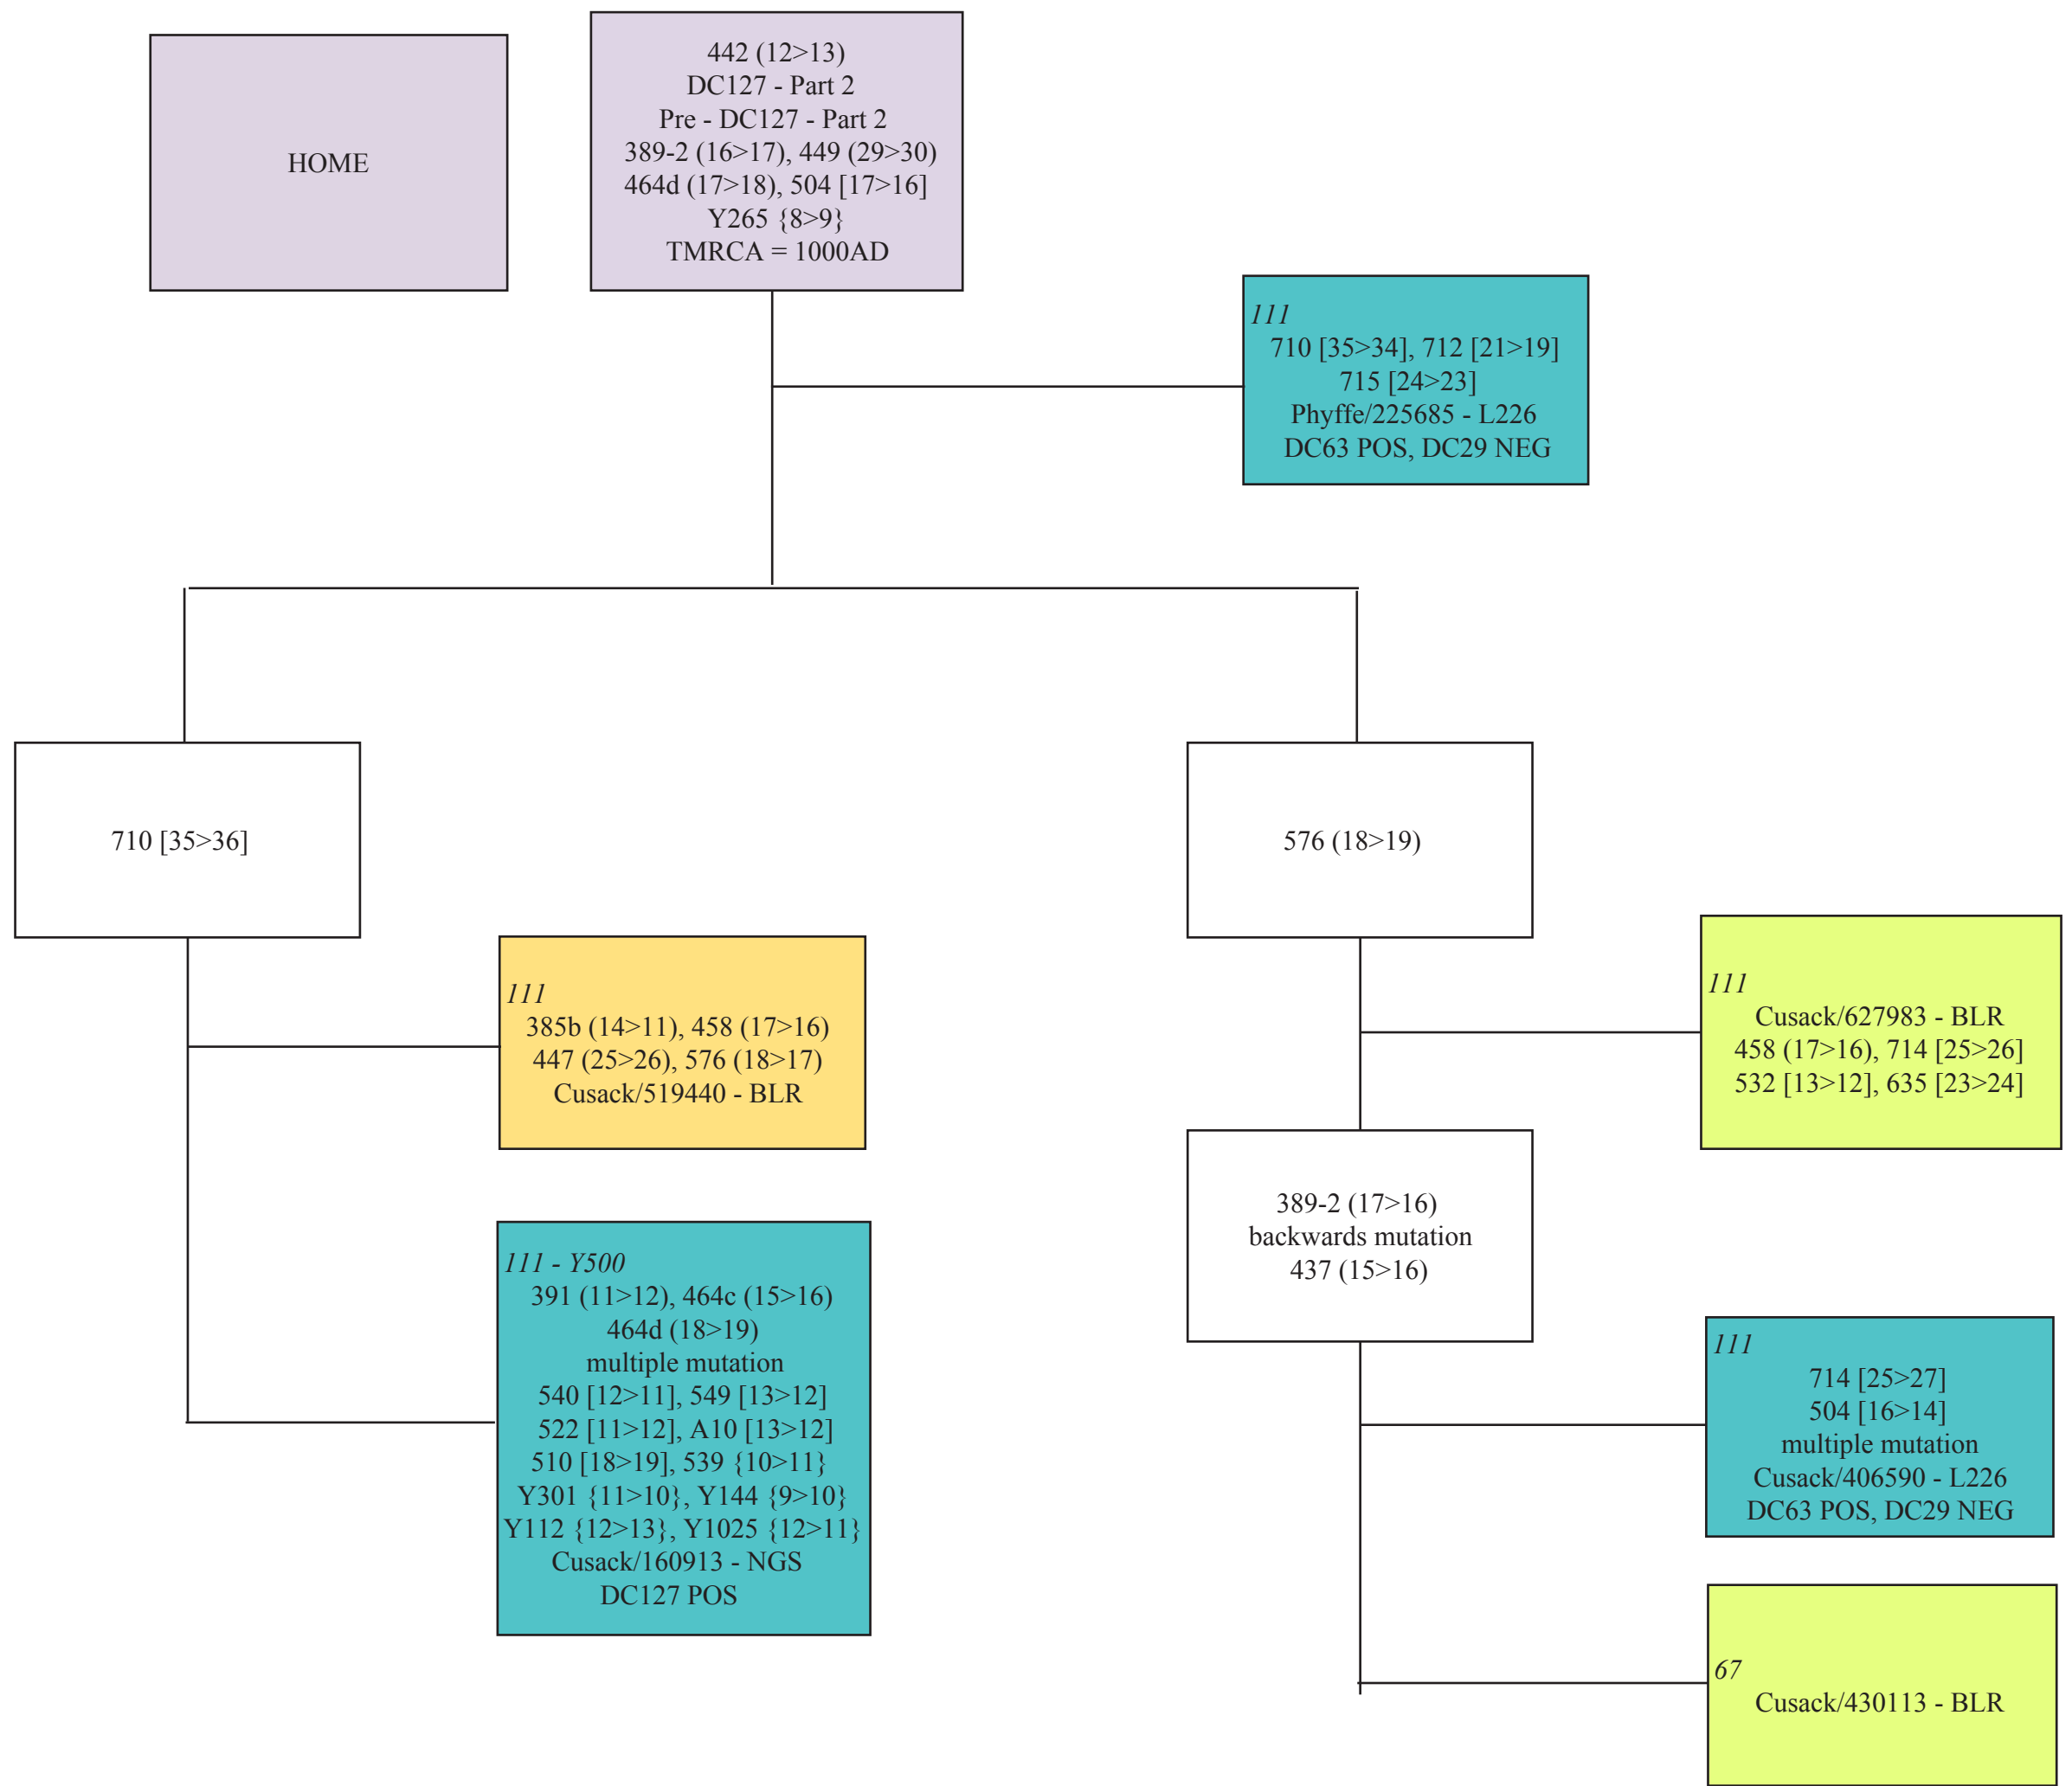 HOME
442 (12>13)
DC127 - Part 2
Pre - DC127 - Part 2
389-2 (16>17), 449 (29>30)
464d (17>18), 504 [17>16]
Y265 {8>9}
TMRCA = 1000AD
111
710 [35>34], 712 [21>19]
715 [24>23]
Phyffe/225685 - L226
DC63 POS, DC29 NEG
710 [35>36]
576 (18>19)
111
385b (14>11), 458 (17>16)
447 (25>26), 576 (18>17)
Cusack/519440 - BLR
111
Cusack/627983 - BLR
458 (17>16), 714 [25>26]
532 [13>12], 635 [23>24]
389-2 (17>16)
backwards mutation
437 (15>16)
111 - Y500
391 (11>12), 464c (15>16)
464d (18>19)
multiple mutation
540 [12>11], 549 [13>12]
522 [11>12], A10 [13>12]
510 [18>19], 539 {10>11}
Y301 {11>10}, Y144 {9>10}
Y112 {12>13}, Y1025 {12>11}
Cusack/160913 - NGS
DC127 POS
111
714 [25>27]
504 [16>14]
multiple mutation
Cusack/406590 - L226
DC63 POS, DC29 NEG
67
Cusack/430113 - BLR